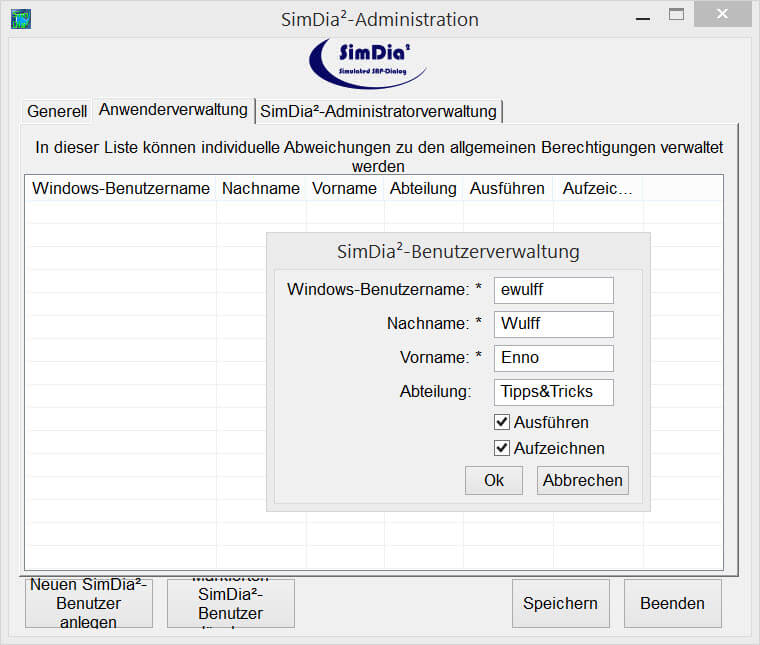 SimDia²-Administration
SimDia²
Simulated SAP-Dialog
Generell Anwenderverwaltung SimDia²-Administratorverwaltung
In dieser Liste können individuelle Abweichungen zu den allgemeinen Berechtigungen verwaltet
werden
Windows-Benutzername Nachname Vorname Abteilung Ausführen Aufzeic...
SimDia²-Benutzerverwaltung
Windows-Benutzername: * ewulff
Nachname: * Wulff
Vorname: * Enno
Abteilung: Tipps&Tricks
Ausführen
Aufzeichnen
Ok Abbrechen
Neuen SimDia²-
Benutzer
anlegen
Markierten
SimDia²-
Benutzer
Speichern
Beenden